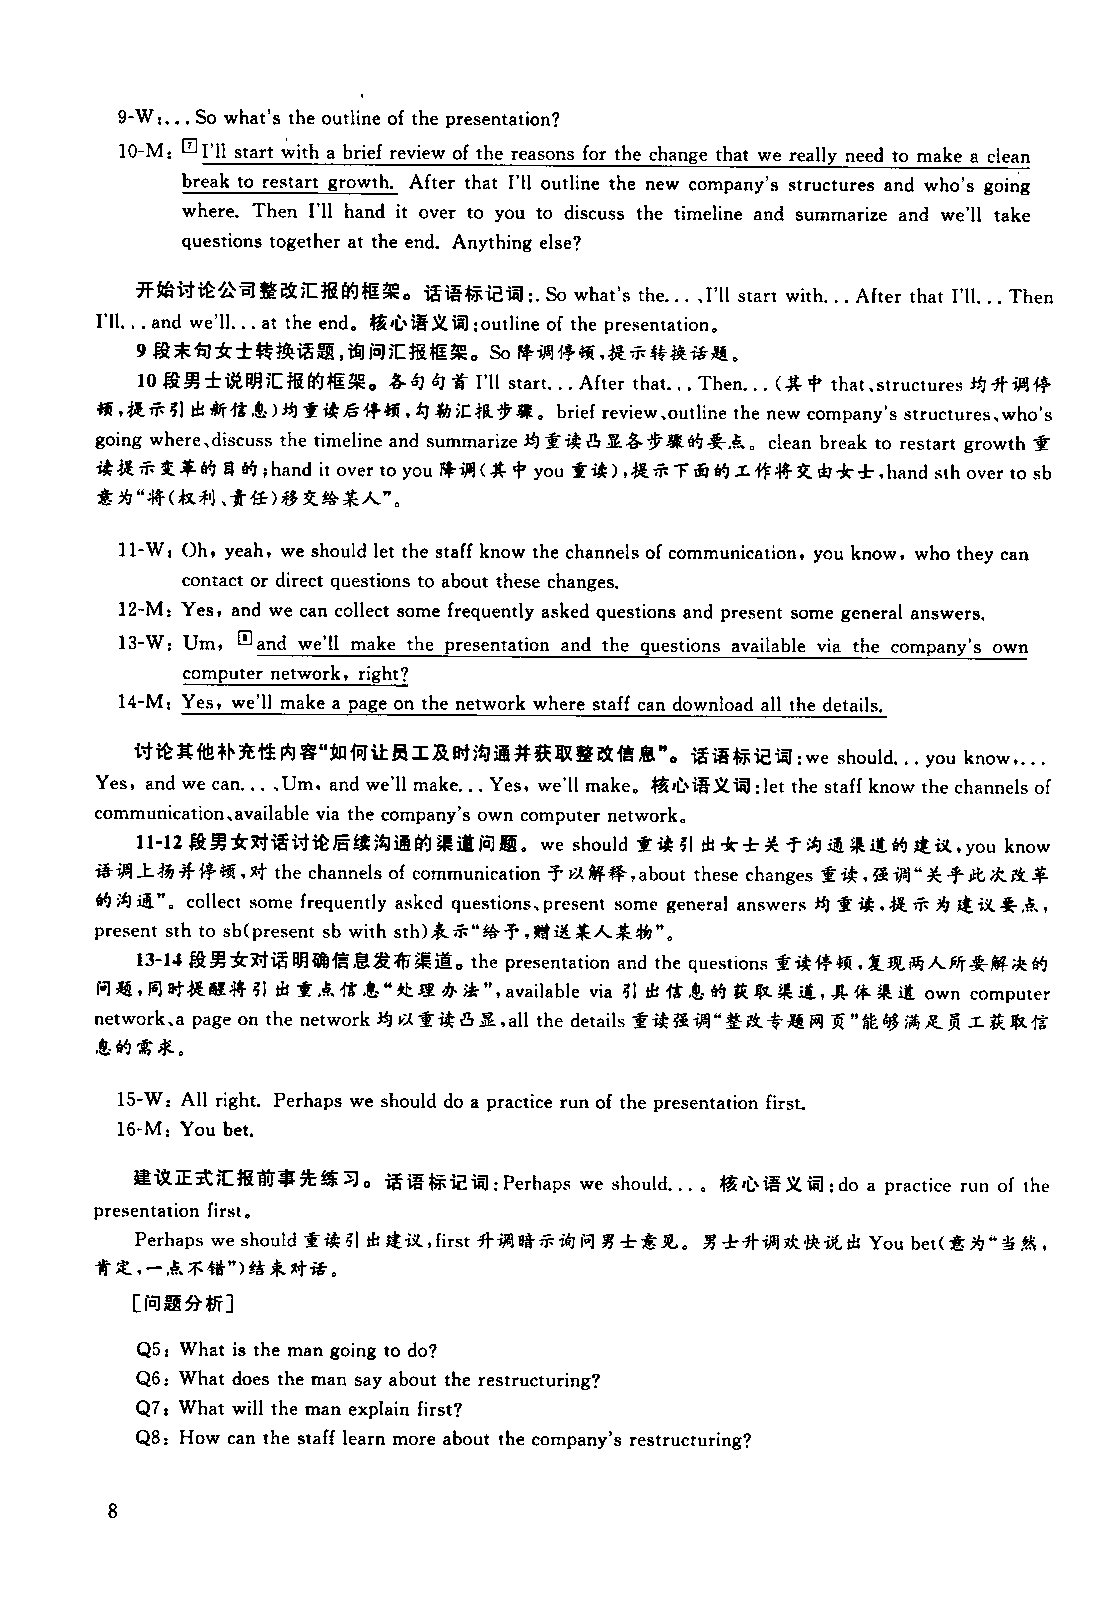 9-W:...So what's the outline of the presentation?
10-M: [7]I'll start with a brief review of the reasons for the change that we really need to make a clean
break to restart growth. After that I'll outline the new company's structures and who's going
where. Then I'll hand it over to you to discuss the timeline and summarize and we'll take
questions together at the end. Anything else?
开始讨论公司整改汇报的框架。话语标记词:. So what's the...、I'll start with...After that I'll...Then
I'll...and we'll...at the end。核心语义词:outline of the presentation。
9 段末句女士转换话题,询问汇报框架。So 降调停顿,提示转换话题。
10 段男士说明汇报的框架。各句句首 I'll start...After that...Then...(其中 that、structures 均升调停
顿,提示引出新信息)均重读后停顿,勾勒汇报步骤。brief review、outline the new company's structures、who's
going where、discuss the timeline and summarize 均重读凸显各步骤的要点。clean break to restart growth 重
读提示变革的目的;hand it over to you 降调(其中 you 重读),提示下面的工作将交由女士,hand sth over to sb
意为“将(权利、责任)移交给某人”。
11-W: Oh, yeah, we should let the staff know the channels of communication, you know, who they can
contact or direct questions to about these changes.
12-M: Yes, and we can collect some frequently asked questions and present some general answers.
13-W: Um, [8]and we'll make the presentation and the questions available via the company's own
computer network, right?
14-M: Yes, we'll make a page on the network where staff can download all the details.
讨论其他补充性内容“如何让员工及时沟通并获取整改信息”。话语标记词:we should...you know,...
Yes, and we can...、Um, and we'll make...Yes, we'll make。核心语义词:let the staff know the channels of
communication、available via the company's own computer network。
11-12 段男女对话讨论后续沟通的渠道问题。we should 重读引出女士关于沟通渠道的建议,you know
语调上扬并停顿,对 the channels of communication 予以解释,about these changes 重读,强调“关乎此次改革
的沟通”。collect some frequently asked questions、present some general answers 均重读,提示为建议要点,
present sth to sb(present sb with sth)表示“给予,赠送某人某物”。
13-14 段男女对话明确信息发布渠道。the presentation and the questions 重读停顿,复现两人所要解决的
问题,同时提醒将引出重点信息“处理办法”,available via 引出信息的获取渠道,具体渠道 own computer
network、a page on the network 均以重读凸显,all the details 重读强调“整改专题网页”能够满足员工获取信
息的需求。
15-W: All right. Perhaps we should do a practice run of the presentation first.
16-M: You bet.
建议正式汇报前事先练习。话语标记词:Perhaps we should...。核心语义词:do a practice run of the
presentation first。
Perhaps we should 重读引出建议,first 升调暗示询问男士意见。男士升调欢快说出 You bet(意为“当然,
肯定,一点不错”)结束对话。
[问题分析]
Q5: What is the man going to do?
Q6: What does the man say about the restructuring?
Q7: What will the man explain first?
Q8: How can the staff learn more about the company's restructuring?
8